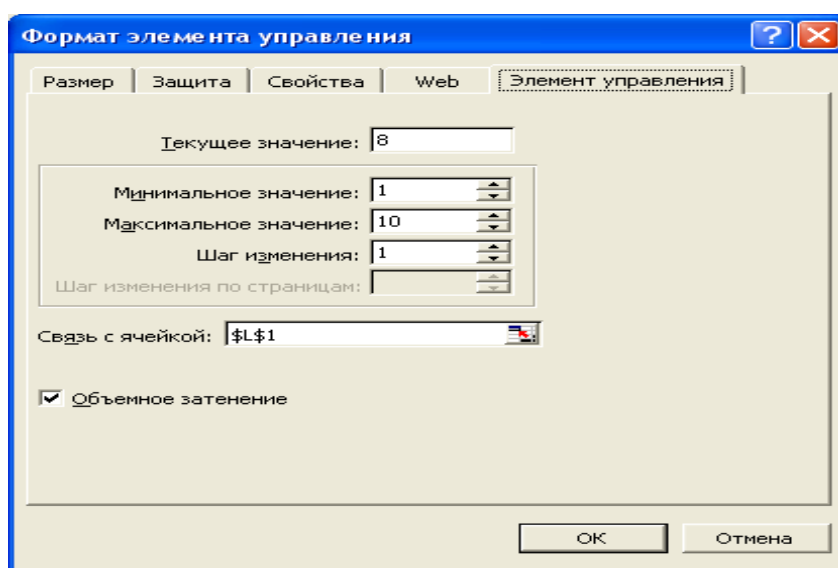 Формат элемента управления
Размер Защита Свойства Web Элемент управления
Текущее значение: 8
Минимальное значение: 1
Максимальное значение: 10
Шаг изменения: 1
Шаг изменения по страницам:
Связь с ячейкой: $L$1
Объемное затенение
ОК Отмена